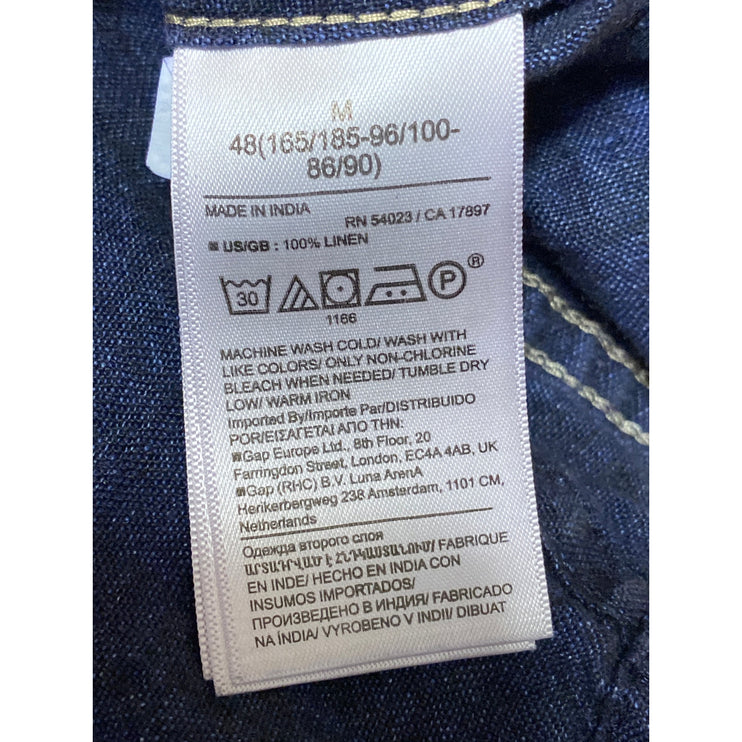 M
48(165/185-96/100-
86/90)
MADE IN INDIA RN 54023 / CA 17897
US/GB : 100% LINEN
30 P ®
1166
MACHINE WASH COLD/ WASH WITH
LIKE COLORS/ ONLY NON-CHLORINE
BLEACH WHEN NEEDED/ TUMBLE DRY
LOW/ WARM IRON
Imported By/Importe Par/DISTRIBUIDO
POR/ΕΙΣΑΓΕΤΑΙ ΑΠΟ ΤΗΝ:
Gap Europe Ltd., 8th Floor, 20
Farringdon Street, London, EC4A 4AB, UK
Gap (RHC) B.V. Luna ArenA
Herikerbergweg 238 Amsterdam, 1101 CM,
Netherlands
Одежда второго слоя
ԱՐՏԱԴՐՎԱԾ Է ՀՆԴԿԱՍՏԱՆՈՒՄ/ FABRIQUE
EN INDE/ HECHO EN INDIA CON
INSUMOS IMPORTADOS/
ПРОИЗВЕДЕНО В ИНДИИ/ FABRICADO
NA ÍNDIA/ VYROBENO V INDII/ DIBUAT